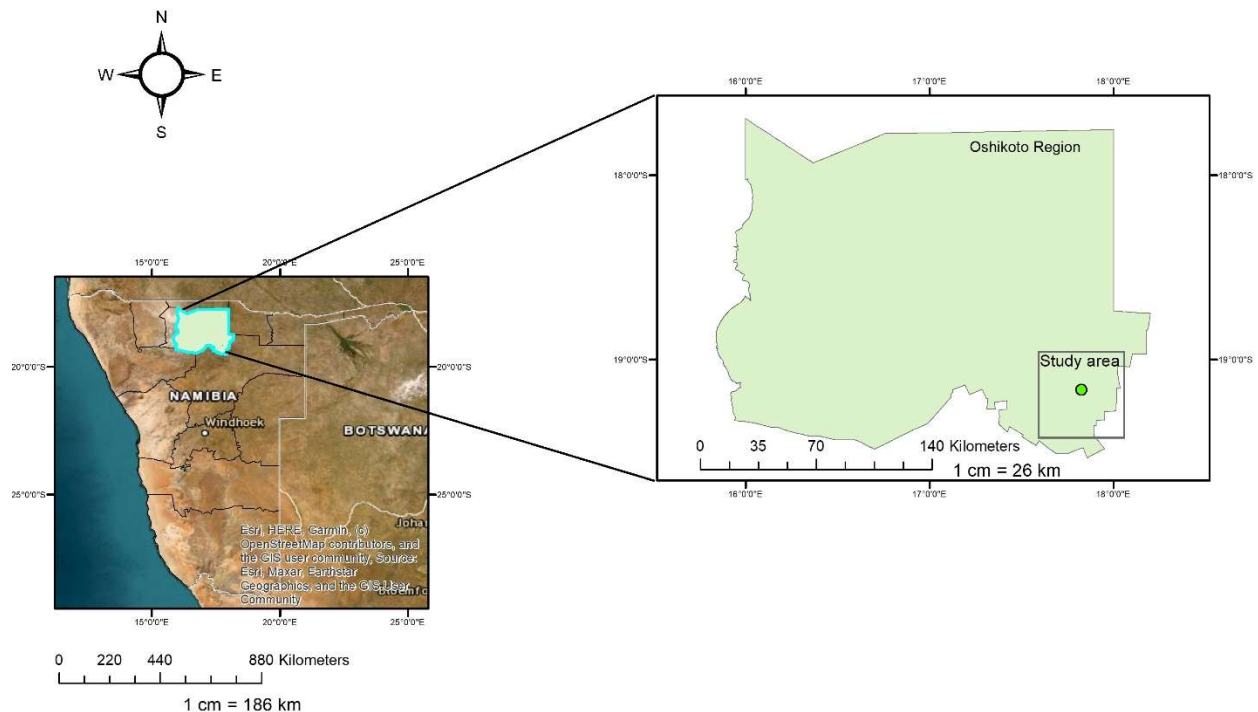 N
W E
S
16°0'0"E 17°0'0"E 18°0'0"E
Oshikoto Region
18°0'0"S 18°0'0"S
19°0'0"S 19°0'0"S
Study area
0 35 70 140 Kilometers
1 cm = 26 km
16°0'0"E 17°0'0"E 18°0'0"E
15°0'0"E 20°0'0"E 25°0'0"E
20°0'0"S 20°0'0"S
NAMIBIA
Windhoek
BOTSWANA
25°0'0"S 25°0'0"S
Joha
Esri, HERE, Garmin, (c)
OpenStreetMap contributors, and
the GIS user community, Source:
Esri, Maxar, Earthstar
Geographics, and the GIS User
Community
Bloemfo
15°0'0"E 20°0'0"E 25°0'0"E
0 220 440 880 Kilometers
1 cm = 186 km